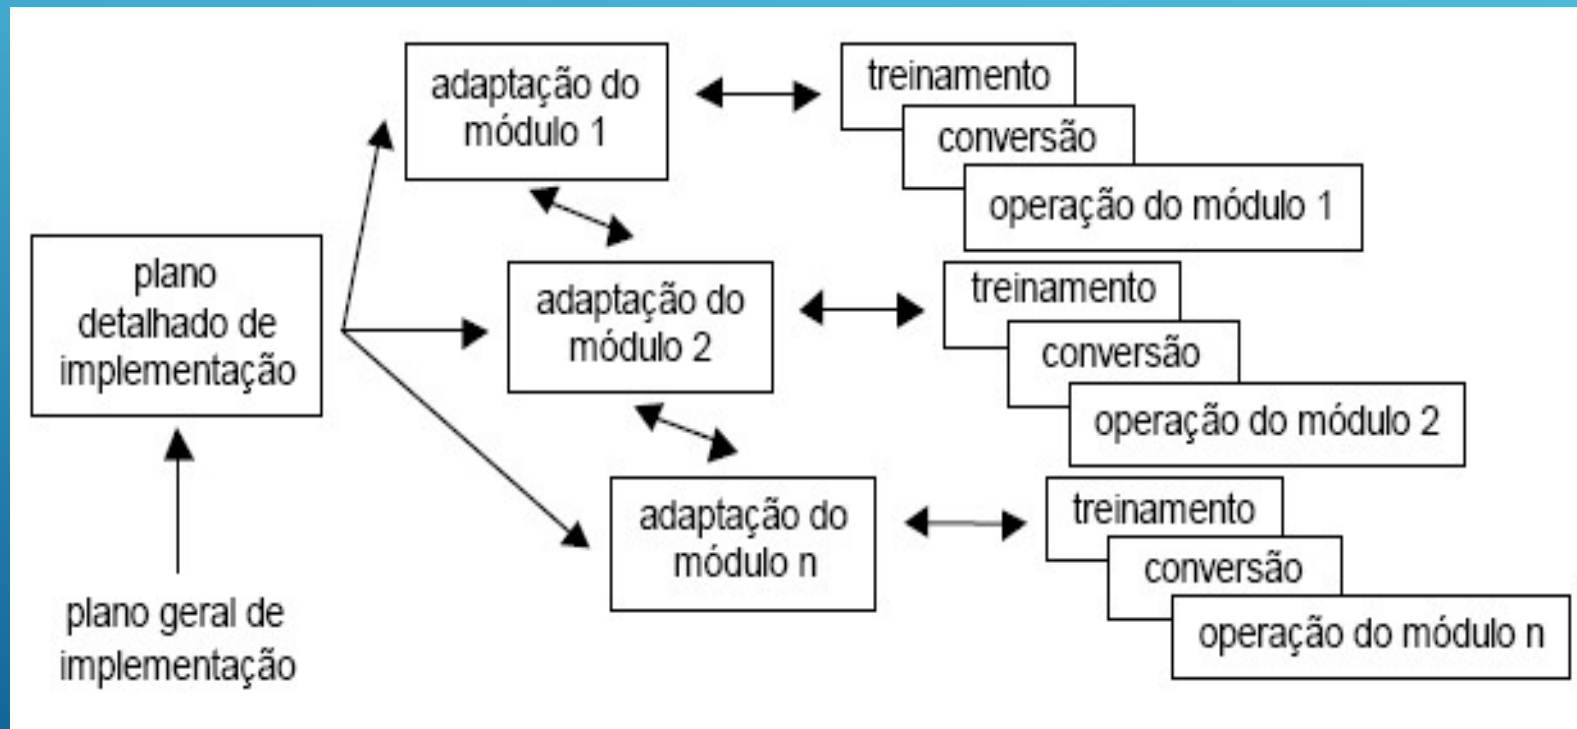 plano
detalhado de
implementação
plano geral de
implementação
adaptação do
módulo 1
treinamento
conversão
operação do módulo 1
adaptação do
módulo 2
treinamento
conversão
operação do módulo 2
adaptação do
módulo n
treinamento
conversão
operação do módulo n